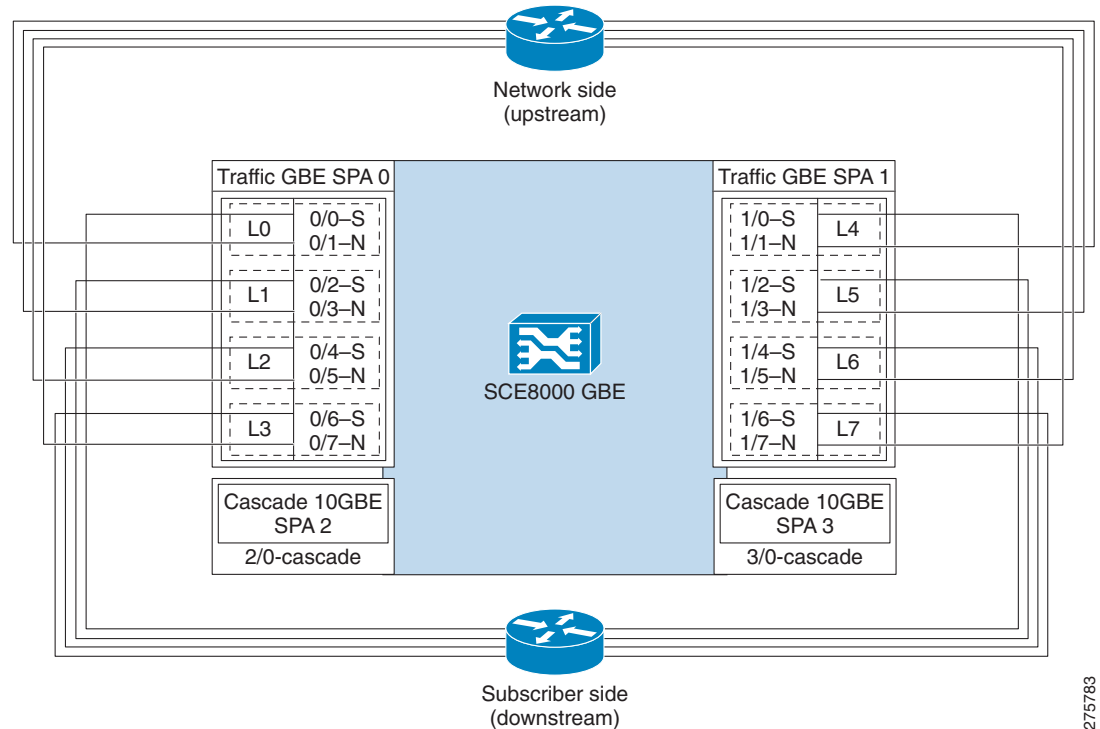 Network side
(upstream)
Traffic GBE SPA 0
L0
0/0–S
0/1–N
L1
0/2–S
0/3–N
L2
0/4–S
0/5–N
L3
0/6–S
0/7–N
Cascade 10GBE
SPA 2
2/0-cascade
SCE8000 GBE
Traffic GBE SPA 1
1/0–S
1/1–N
L4
1/2–S
1/3–N
L5
1/4–S
1/5–N
L6
1/6–S
1/7–N
L7
Cascade 10GBE
SPA 3
3/0-cascade
Subscriber side
(downstream)
275783